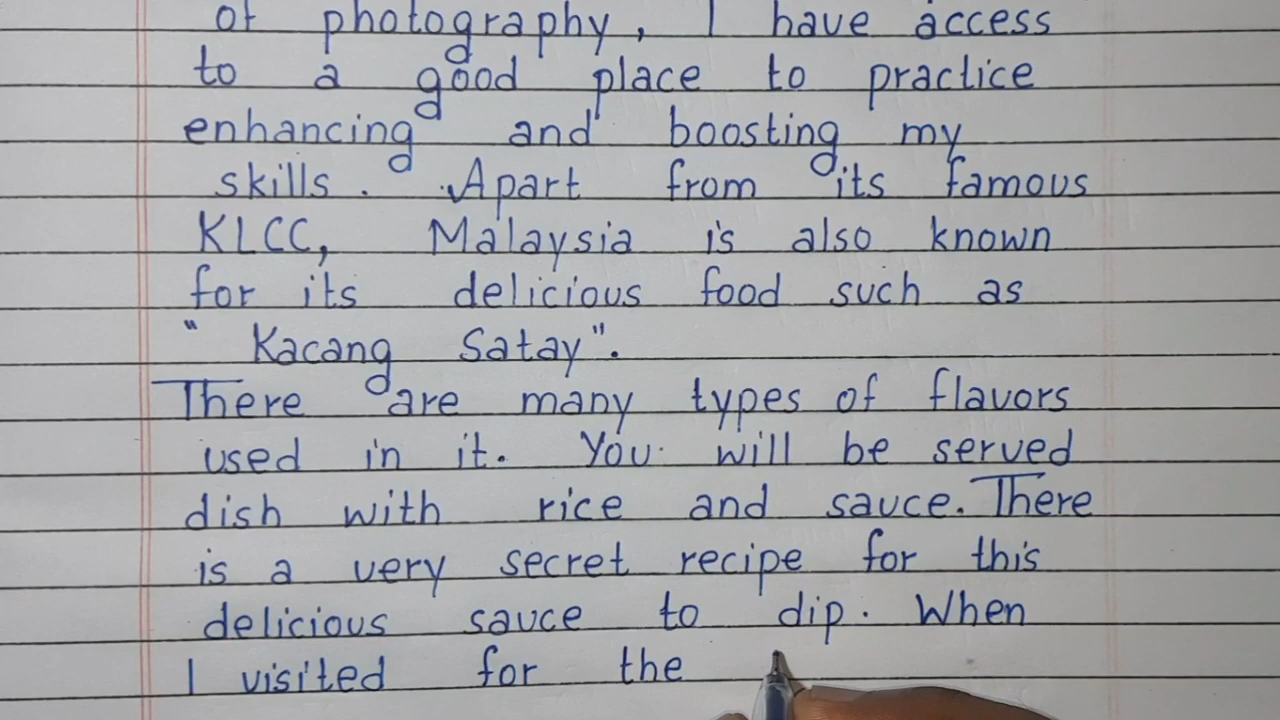 of photography, I have access
to a good place to practice
enhancing and boosting my
skills. Apart from its famous
KLCC, Malaysia is also known
for its delicious food such as
"Kacang Satay".
There are many types of flavors
used in it. You will be served
dish with rice and sauce. There
is a very secret recipe for this
delicious sauce to dip. When
I visited for the